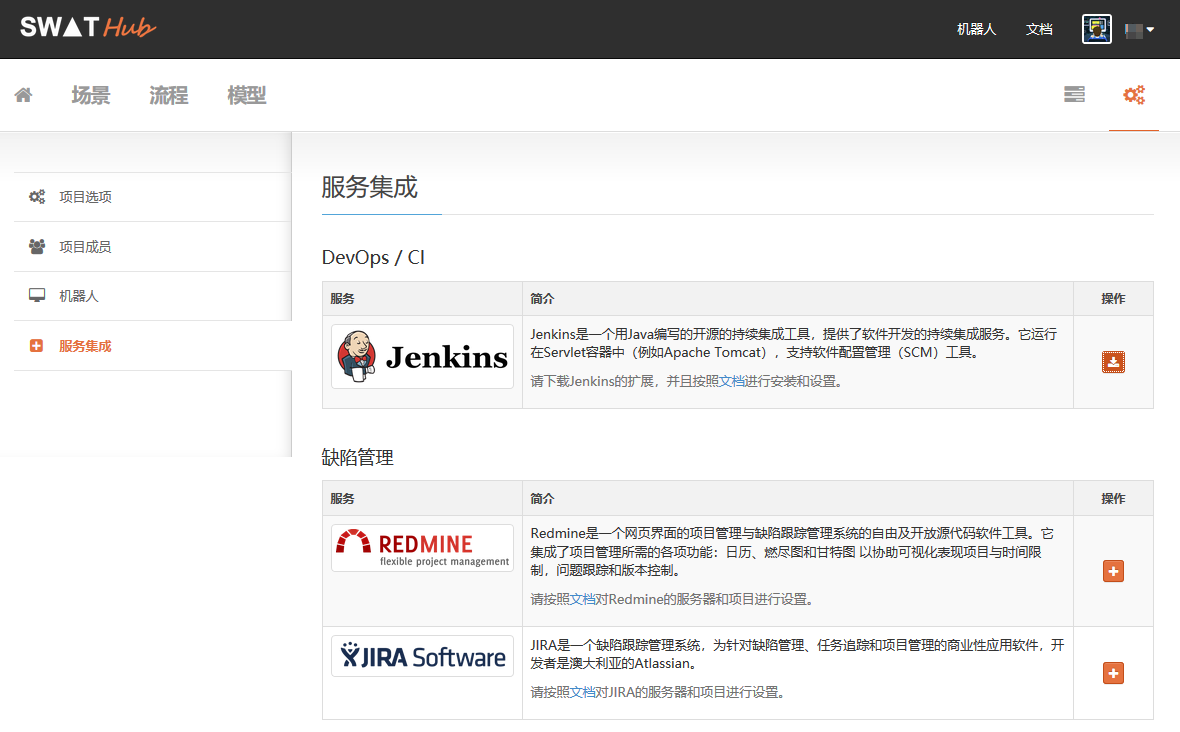 SWAT Hub
机器人 文档
场景 流程 模型
项目选项
项目成员
机器人
服务集成
服务集成
DevOps / CI
服务 简介 操作
Jenkins
Jenkins是一个用Java编写的开源的持续集成工具，提供了软件开发的持续集成服务。它运行
在Servlet容器中（例如Apache Tomcat），支持软件配置管理（SCM）工具。
请下载Jenkins的扩展，并且按照文档进行安装和设置。
缺陷管理
服务 简介 操作
REDMINE
flexible project management
Redmine是一个网页界面的项目管理与缺陷跟踪管理系统的自由及开放源代码软件工具。它
集成了项目管理所需的各项功能：日历、燃尽图和甘特图 以协助可视化表现项目与时间限
制，问题跟踪和版本控制。
请按照文档对Redmine的服务器和项目进行设置。
JIRA Software
JIRA是一个缺陷跟踪管理系统，为针对缺陷管理、任务追踪和项目管理的商业性应用软件，开
发者是澳大利亚的Atlassian。
请按照文档对JIRA的服务器和项目进行设置。